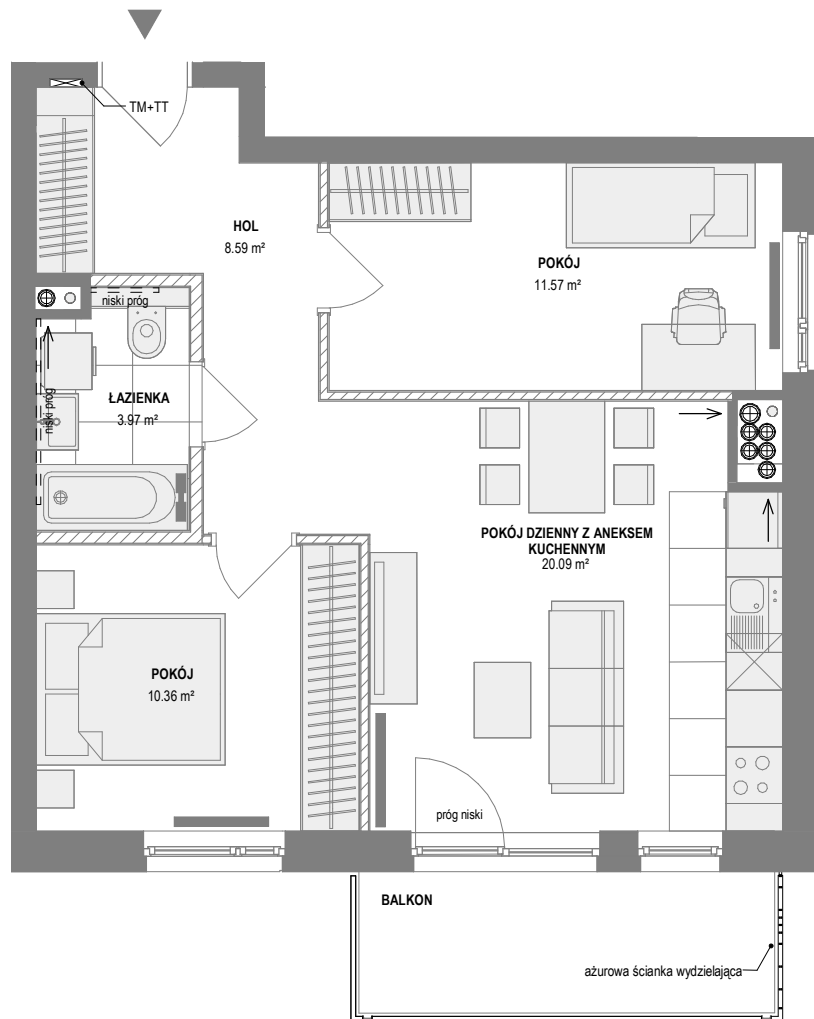 TM+TT
HOL
8.59 m²
POKÓJ
11.57 m²
niski próg
niski próg
ŁAZIENKA
3.97 m²
POKÓJ DZIENNY Z ANEKSEM
KUCHENNYM
20.09 m²
POKÓJ
10.36 m²
próg niski
BALKON
ażurowa ścianka wydzielająca